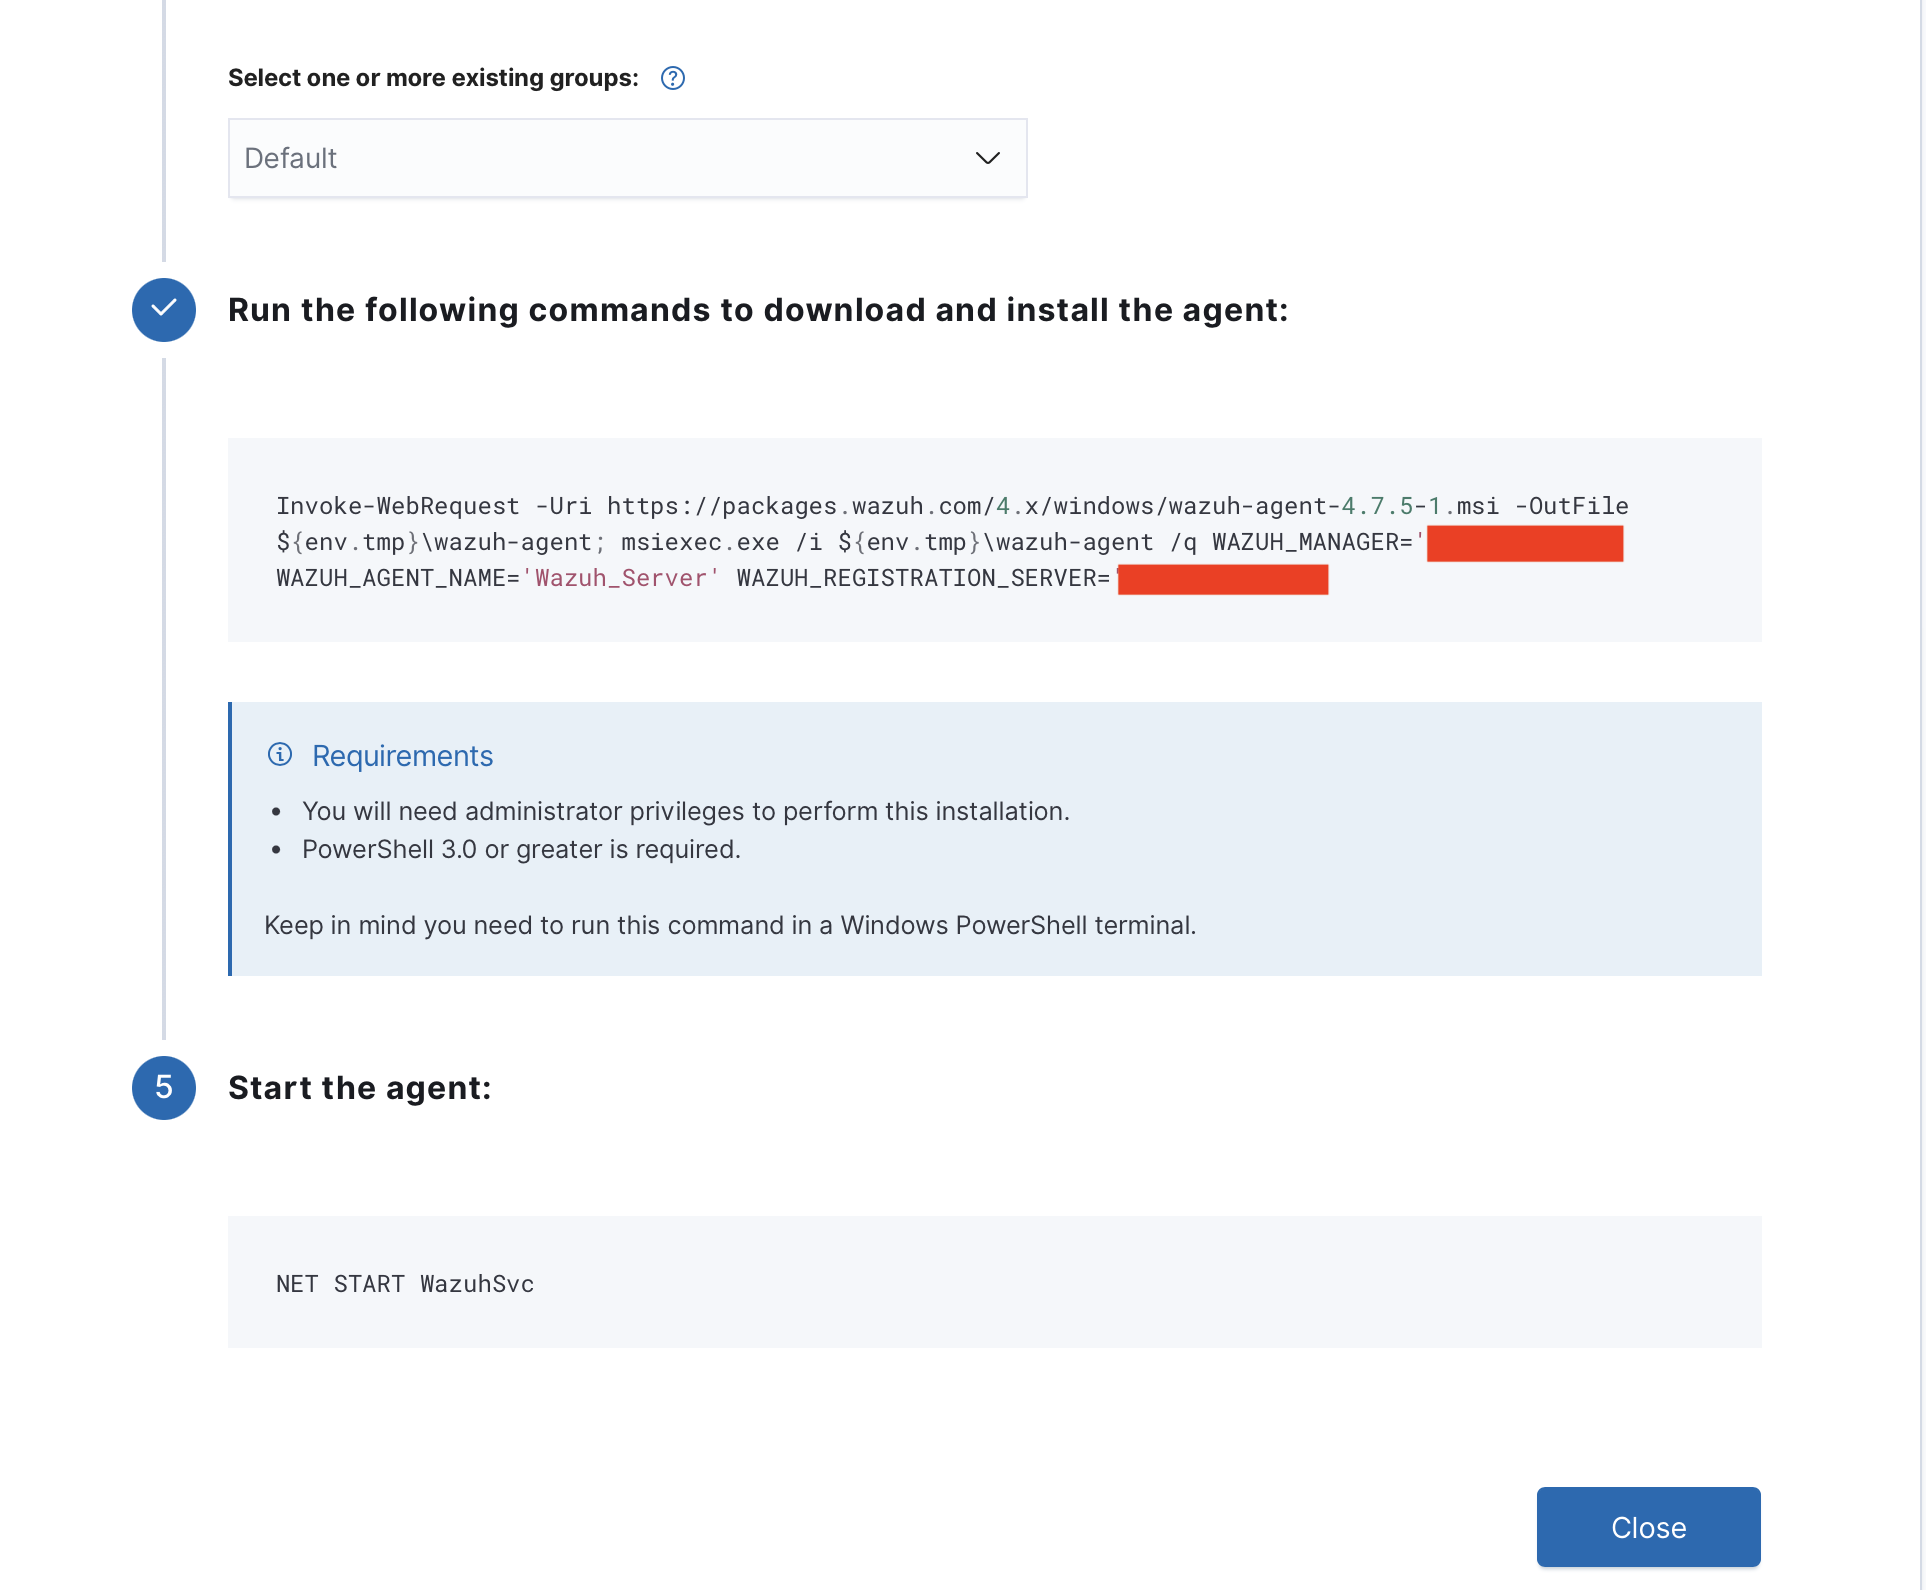 Select one or more existing groups:
Default
Run the following commands to download and install the agent:
Invoke-WebRequest -Uri https://packages.wazuh.com/4.x/windows/wazuh-agent-4.7.5-1.msi -OutFile
${env.tmp}\wazuh-agent; msiexec.exe /i ${env.tmp}\wazuh-agent /q WAZUH_MANAGER='
WAZUH_AGENT_NAME='Wazuh_Server' WAZUH_REGISTRATION_SERVER='
Requirements
• You will need administrator privileges to perform this installation.
• PowerShell 3.0 or greater is required.
Keep in mind you need to run this command in a Windows PowerShell terminal.
5 Start the agent:
NET START WazuhSvc
Close